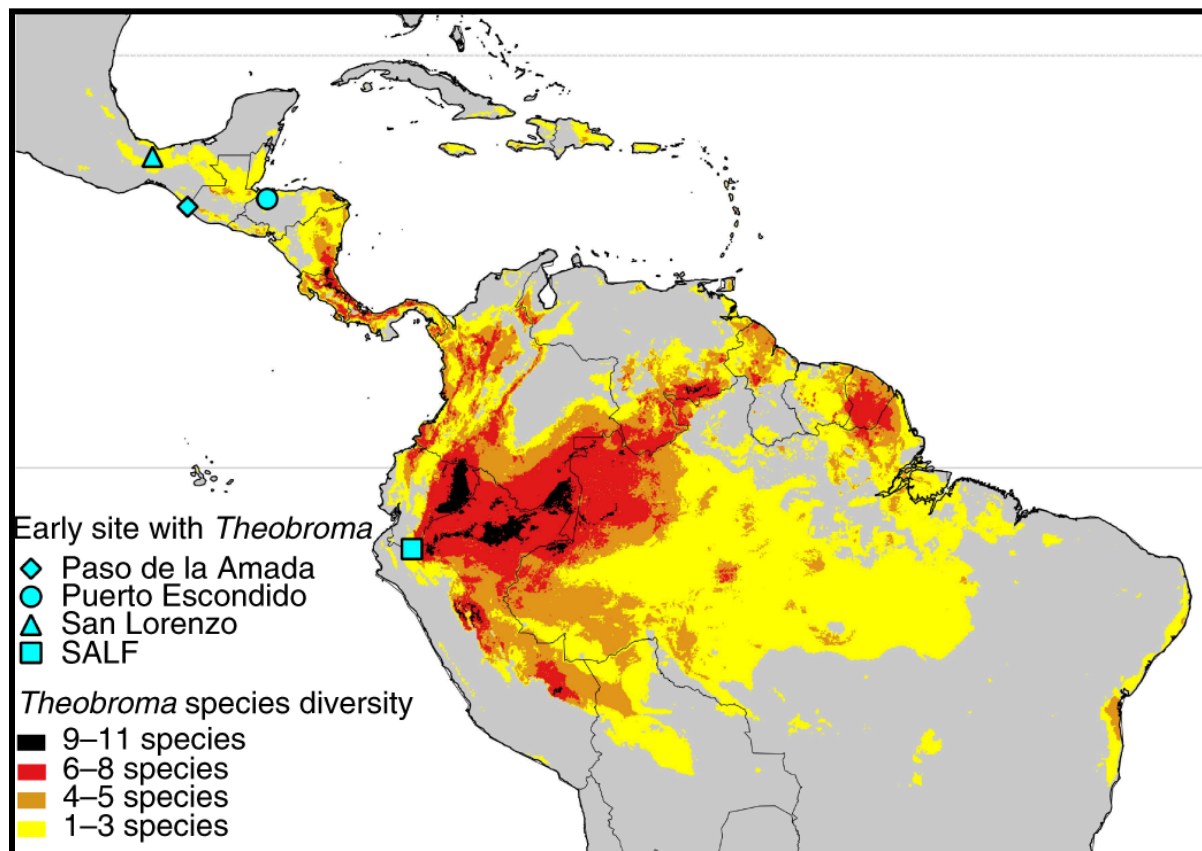 Early site with Theobroma
Paso de la Amada
Puerto Escondido
San Lorenzo
SALF
Theobroma species diversity
9–11 species
6–8 species
4–5 species
1–3 species